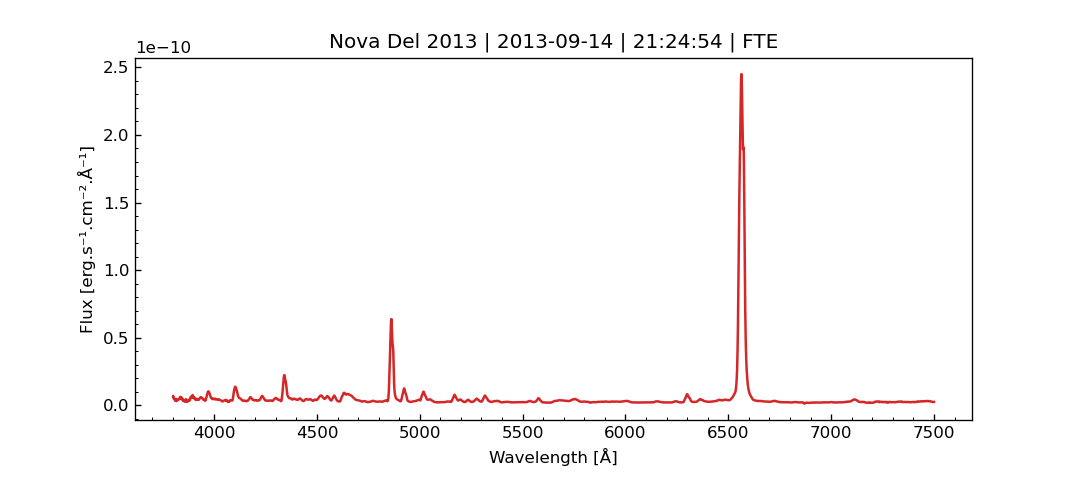 Nova Del 2013 | 2013-09-14 | 21:24:54 | FTE
1e−10
2.5
2.0
1.5
1.0
0.5
0.0
Flux [erg.s⁻¹.cm⁻².Å⁻¹]
4000 4500 5000 5500 6000 6500 7000 7500
Wavelength [Å]